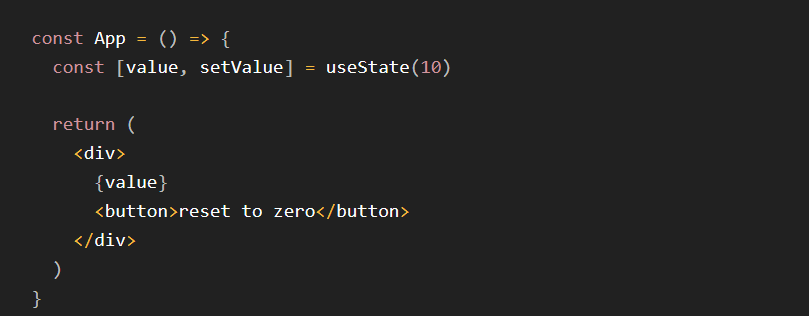 const App = () => {
  const [value, setValue] = useState(10)

  return (
    <div>
      {value}
      <button>reset to zero</button>
    </div>
  )
}